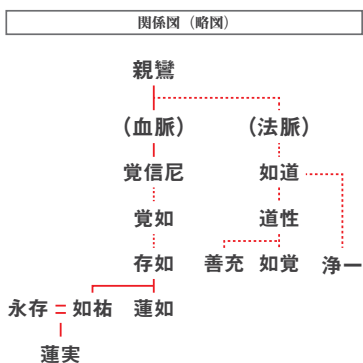 関係図（略図）
親鸞
（血脈） （法脈）
覚信尼 如道
覚如 道性
存如 善充 如覚 浄一
永存 如祐 蓮如
蓮実